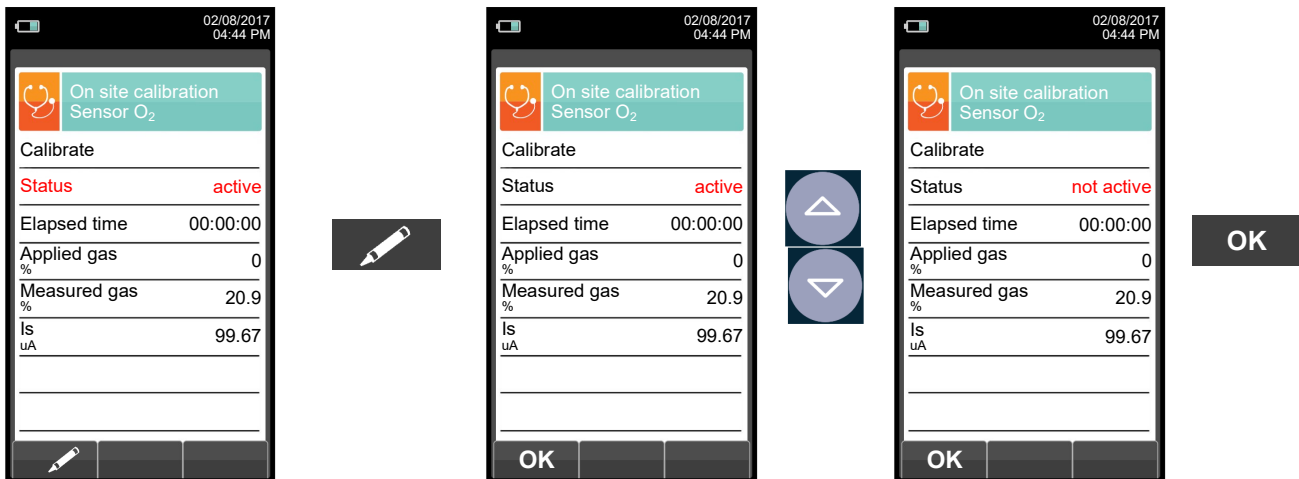 02/08/2017
04:44 PM
On site calibration
Sensor O₂
Calibrate
Status active
Elapsed time 00:00:00
Applied gas 0
%
Measured gas 20.9
%
Is 99.67
uA
02/08/2017
04:44 PM
On site calibration
Sensor O₂
Calibrate
Status active
Elapsed time 00:00:00
Applied gas 0
%
Measured gas 20.9
%
Is 99.67
uA
OK
02/08/2017
04:44 PM
On site calibration
Sensor O₂
Calibrate
Status not active
Elapsed time 00:00:00
Applied gas 0
%
Measured gas 20.9
%
Is 99.67
uA
OK
OK